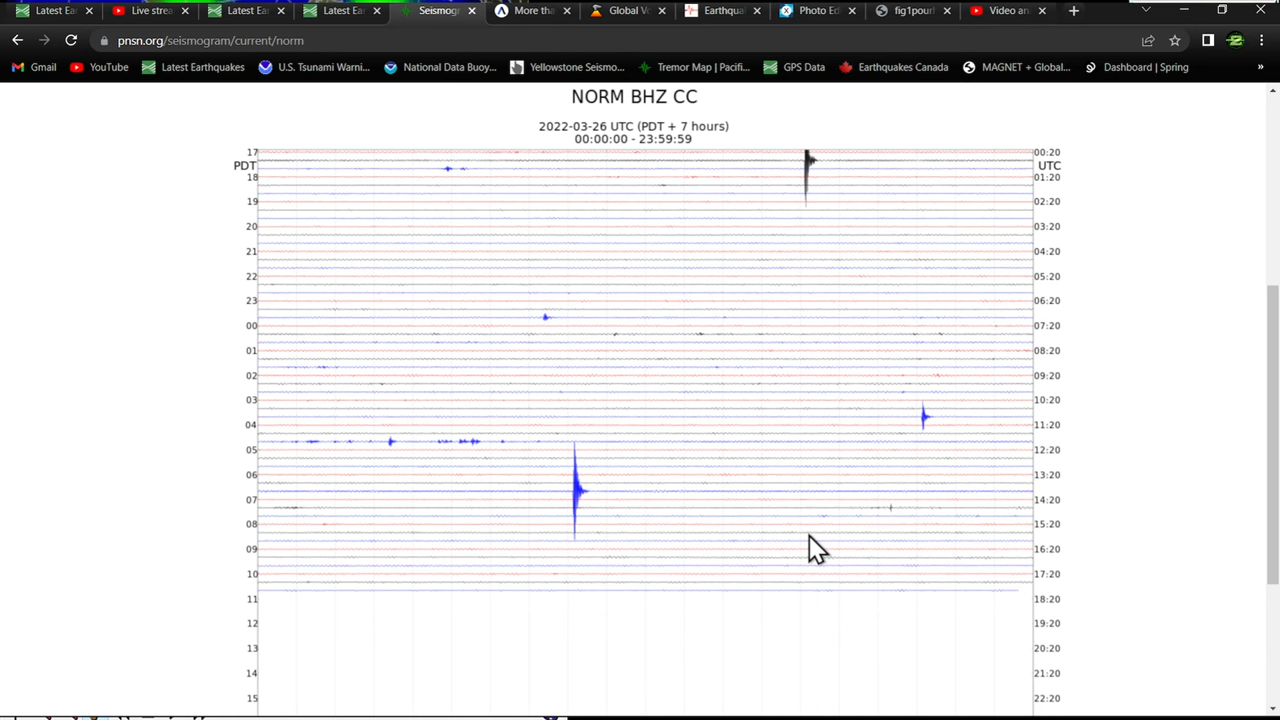 Latest Ea
Live strea
Latest Ea
Latest Ea
Seismog
More tha
Global Vo
Earthqua
Photo Ed
fig1pourh
Video an
pnsn.org/seismogram/current/norm
Gmail
YouTube
Latest Earthquakes
U.S. Tsunami Warni...
National Data Buoy...
Yellowstone Seismo...
Tremor Map | Pacifi...
GPS Data
Earthquakes Canada
MAGNET + Global...
Dashboard | Spring
»
NORM BHZ CC
2022-03-26 UTC (PDT + 7 hours)
00:00:00 - 23:59:59
17 00:20
PDT UTC
18 01:20
19 02:20
20 03:20
21 04:20
22 05:20
23 06:20
00 07:20
01 08:20
02 09:20
03 10:20
04 11:20
05 12:20
06 13:20
07 14:20
08 15:20
09 16:20
10 17:20
11 18:20
12 19:20
13 20:20
14 21:20
15 22:20